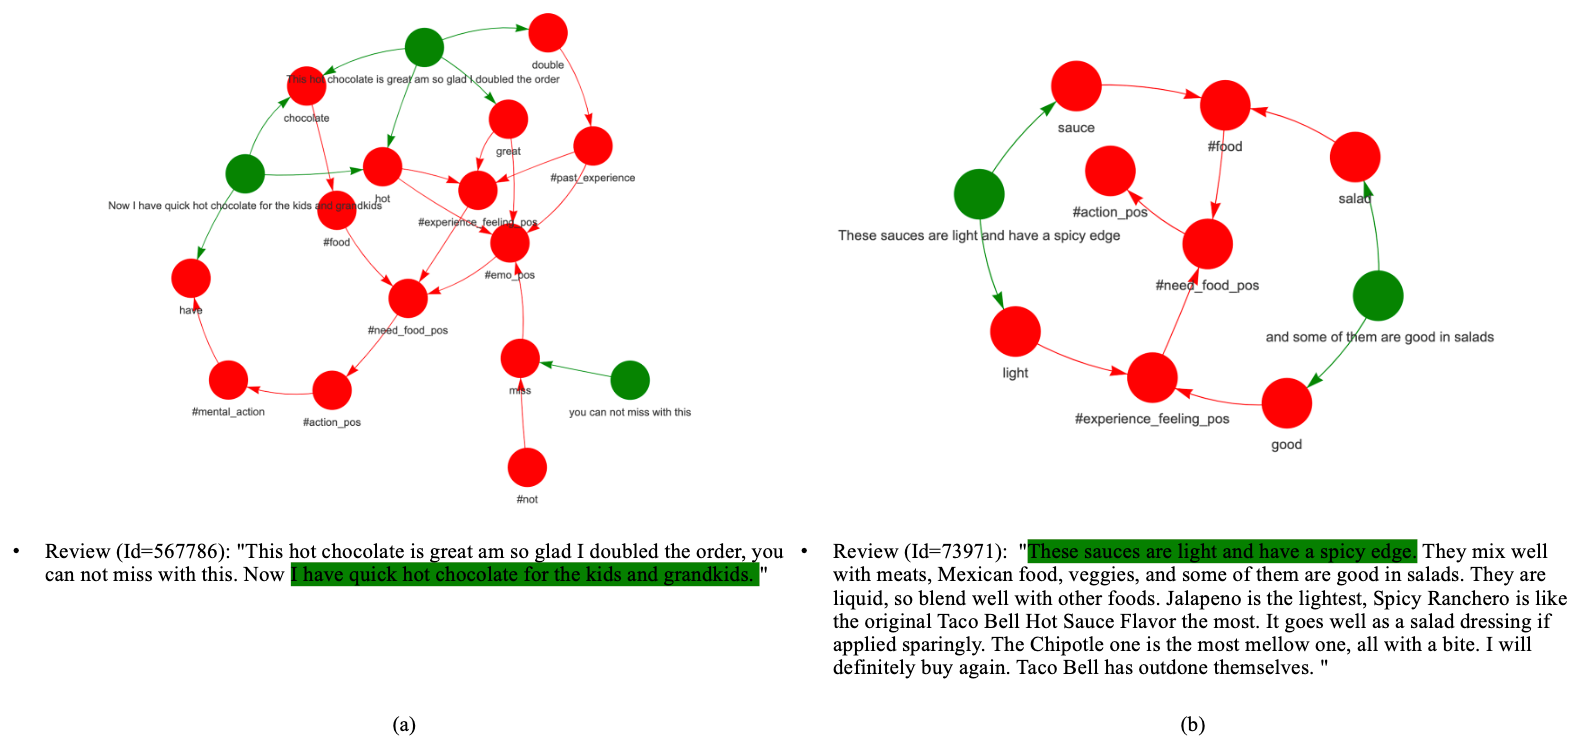 double
This hot chocolate is great am so glad I doubled the order
chocolate
great
#past_experience
hot
Now I have quick hot chocolate for the kids and grandkids
#experience_feeling_pos
#food
#emo_pos
have
#need_food_pos
miss
#mental_action
you can not miss with this
#action_pos
#not
sauce
#food
salad
#action_pos
These sauces are light and have a spicy edge
#need_food_pos
and some of them are good in salads
light
#experience_feeling_pos
good
• Review (Id=567786): "This hot chocolate is great am so glad I doubled the order, you
can not miss with this. Now I have quick hot chocolate for the kids and grandkids. "
• Review (Id=73971): "These sauces are light and have a spicy edge. They mix well
with meats, Mexican food, veggies, and some of them are good in salads. They are
liquid, so blend well with other foods. Jalapeno is the lightest, Spicy Ranchero is like
the original Taco Bell Hot Sauce Flavor the most. It goes well as a salad dressing if
applied sparingly. The Chipotle one is the most mellow one, all with a bite. I will
definitely buy again. Taco Bell has outdone themselves. "
(a)
(b)